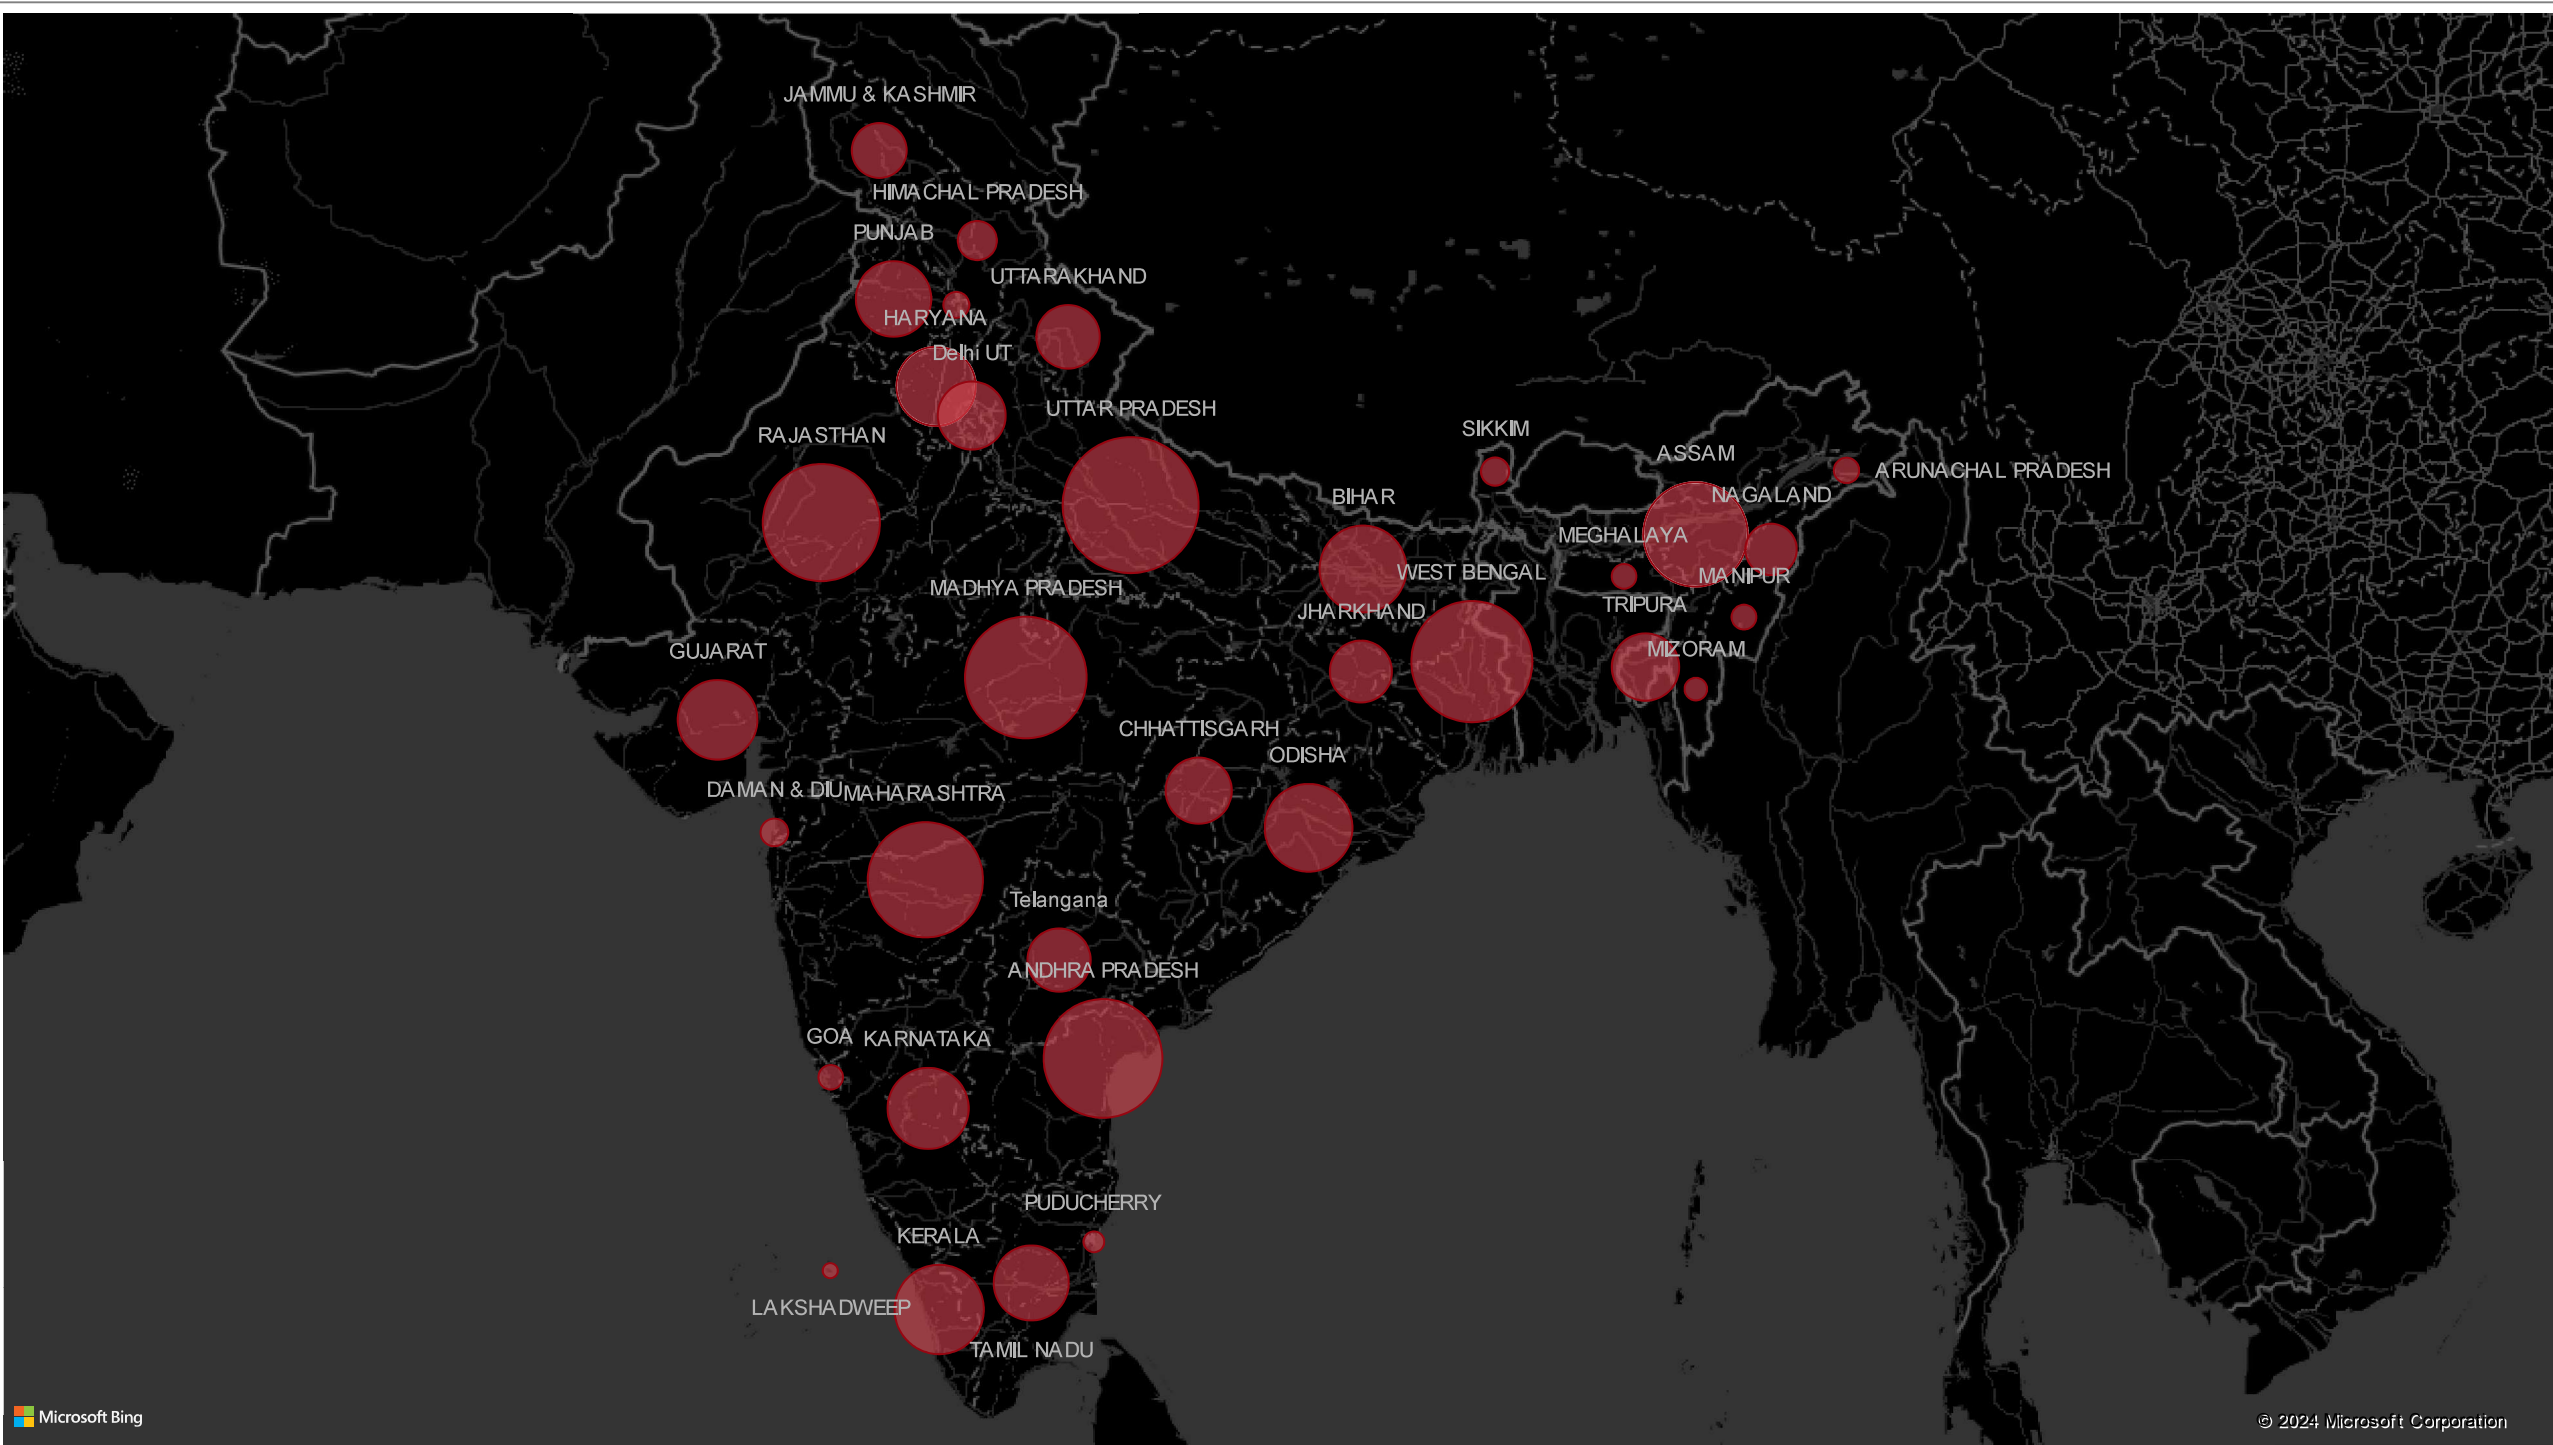 JAMMU & KASHMIR
HIMACHAL PRADESH
PUNJAB
UTTARAKHAND
HARYANA
Delhi UT
UTTAR PRADESH
RAJASTHAN
SIKKIM
ASSAM
ARUNACHAL PRADESH
NAGALAND
BIHAR
MEGHALAYA
WEST BENGAL
MANIPUR
MADHYA PRADESH
JHARKHAND
TRIPURA
GUJARAT
MIZORAM
CHHATTISGARH
ODISHA
DAMAN & DIU
MAHARASHTRA
Telangana
ANDHRA PRADESH
GOA
KARNATAKA
PUDUCHERRY
KERALA
LAKSHADWEEP
TAMIL NADU
Microsoft Bing
© 2024 Microsoft Corporation